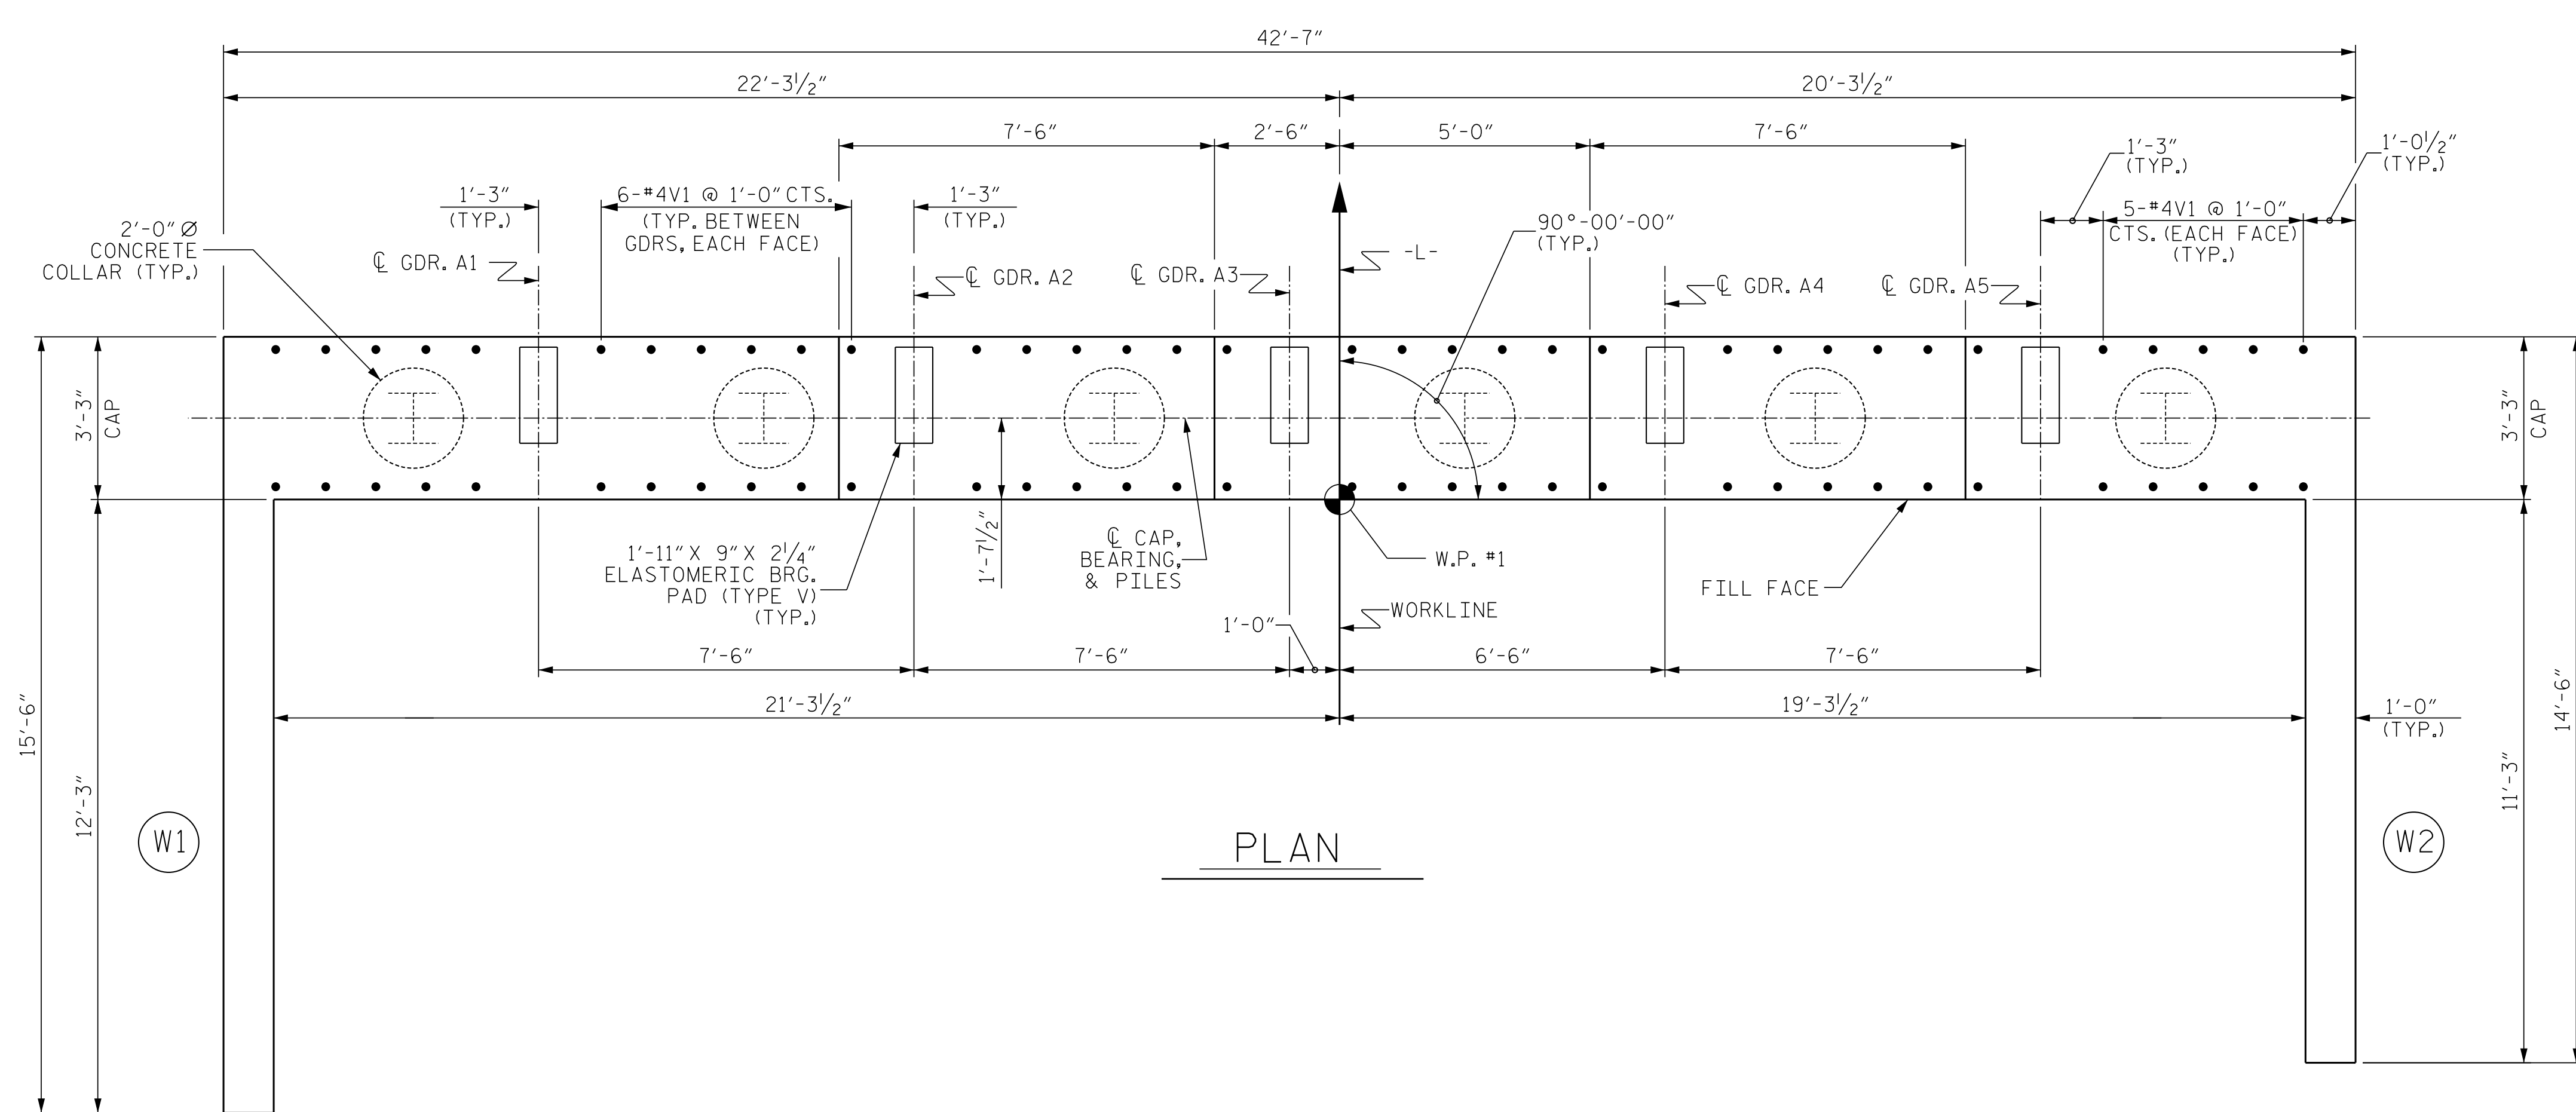 42'-7"
22'-3½"
20'-3½"
7'-6"
2'-6"
5'-0"
7'-6"
1'-3"
(TYP.)
1'-0½"
(TYP.)
1'-3"
(TYP.)
6-#4V1 @ 1'-0" CTS.
(TYP. BETWEEN
GDRS, EACH FACE)
1'-3"
(TYP.)
5-#4V1 @ 1'-0"
CTS. (EACH FACE)
(TYP.)
2'-0" Ø
CONCRETE
COLLAR (TYP.)
90°-00'-00"
(TYP.)
℄ GDR. A1
℄ GDR. A2
℄ GDR. A3
-L-
℄ GDR. A4
℄ GDR. A5
3'-3"
CAP
3'-3"
CAP
1'-11" X 9" X 2¼"
ELASTOMERIC BRG.
PAD (TYPE V)
(TYP.)
1'-7½"
℄ CAP,
BEARING,
& PILES
W.P. #1
FILL FACE
WORKLINE
1'-0"
7'-6"
7'-6"
6'-6"
7'-6"
21'-3½"
19'-3½"
1'-0"
(TYP.)
15'-6"
12'-3"
11'-3"
14'-6"
W1
PLAN
W2